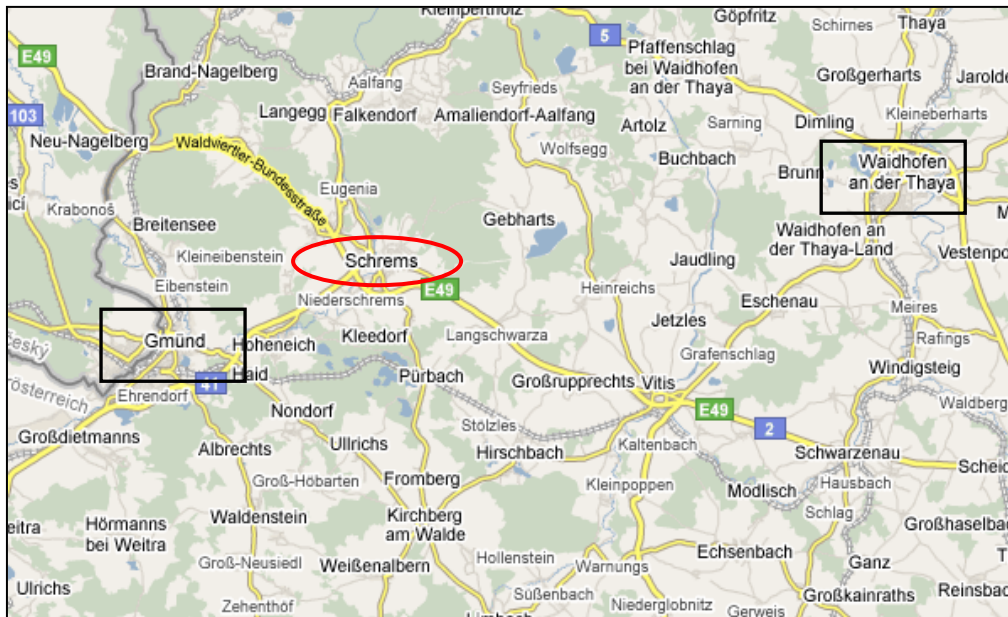 Kleinpertholz
Göpfritz
Schirnes
Thaya
E49
5
Pfaffenschlag
bei Waidhofen
an der Thaya
Brand-Nagelberg
Aalfang
Seyfrieds
Großgerharts
Jarolde
103
Langegg
Falkendorf
Amaliendorf-Aalfang
Artolz
Sarning
Dimling
Kleineberharts
Neu-Nagelberg
Waldviertler-Bundesstraße
Wolfsegg
Buchbach
Brunn
Waidhofen
an der Thaya
Krabonoš
Eugenia
Breitensee
Gebharts
Waidhofen an
der Thaya-Land
Kleineibenstein
Schrems
Jaudling
Vestenpo
Eibenstein
Niederschrems
E49
Heinreichs
Eschenau
Meires
Gmünd
Hoheneich
Kleedorf
Langschwarza
Jetzles
Rafings
Český
Grafenschlag
41
Haid
Pürbach
Großrupprechts
Vitis
Windigsteig
Ehrendorf
Nondorf
E49
2
Waldberg
Großdietmanns
Albrechts
Ullrichs
Stölzles
Hirschbach
Kaltenbach
Schwarzenau
Scheid
Groß-Höbarten
Fromberg
Kleinpoppen
Modlisch
Hausbach
Hörmanns
bei Weitra
Waldenstein
Kirchberg
am Walde
Schlag
Großhaselba
Groß-Neusiedl
Weißenalbern
Hollenstein
Warnungs
Echsenbach
Ganz
Ulrichs
Süßenbach
Großkainraths
Reinsba
Zehenthöf
Niederglobnitz
Gerweis